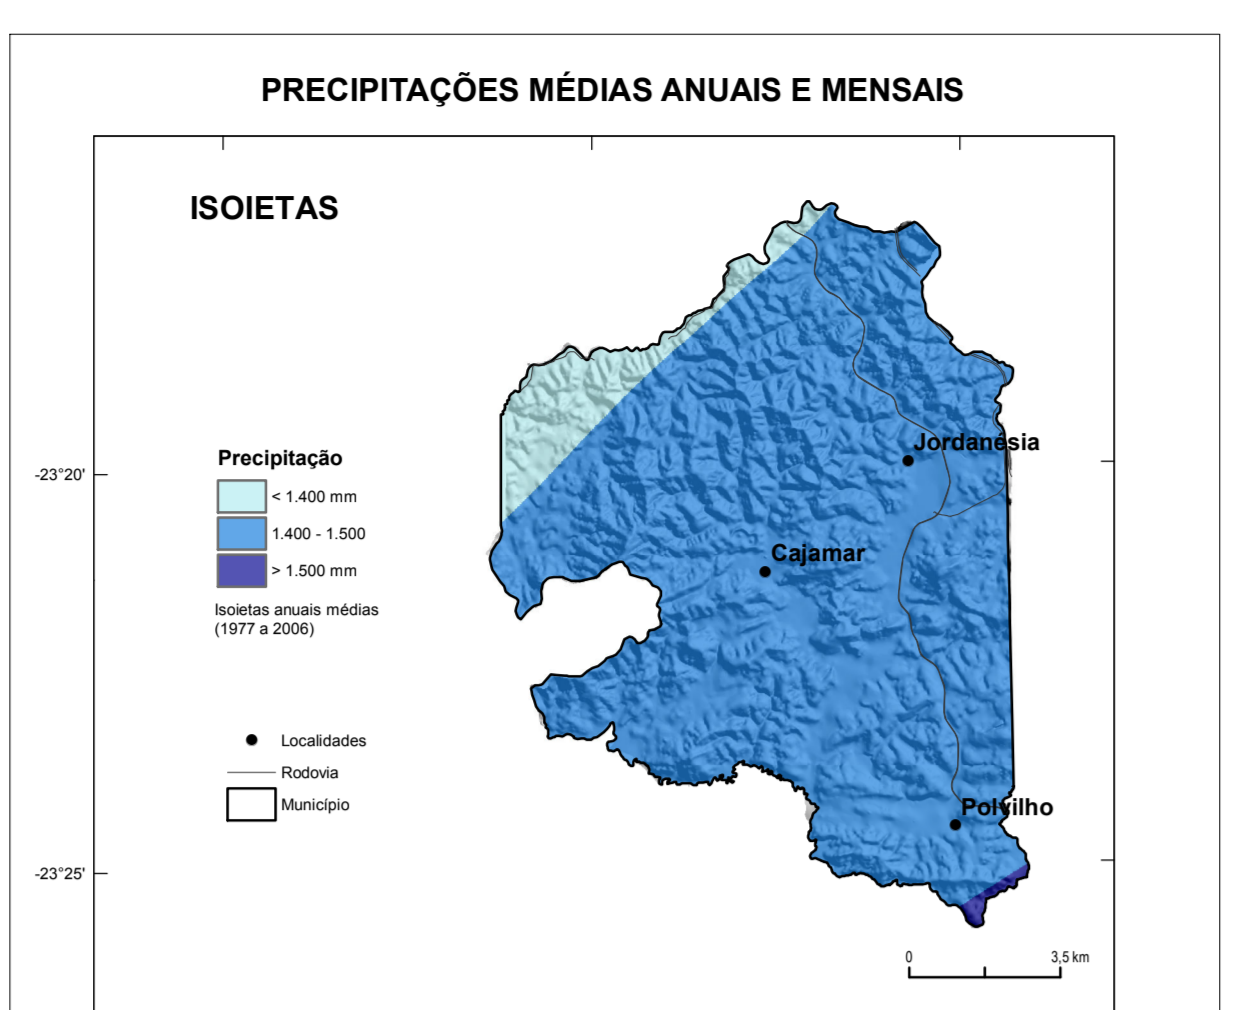 PRECIPITAÇÕES MÉDIAS ANUAIS E MENSAIS
ISOIETAS
Jordanésia
Precipitação
-23°20'
< 1.400 mm
1.400 - 1.500
Cajamar
> 1.500 mm
Isoietas anuais médias
(1977 a 2006)
Localidades
Rodovia
Município
Polvilho
-23°25'
0 3,5 km